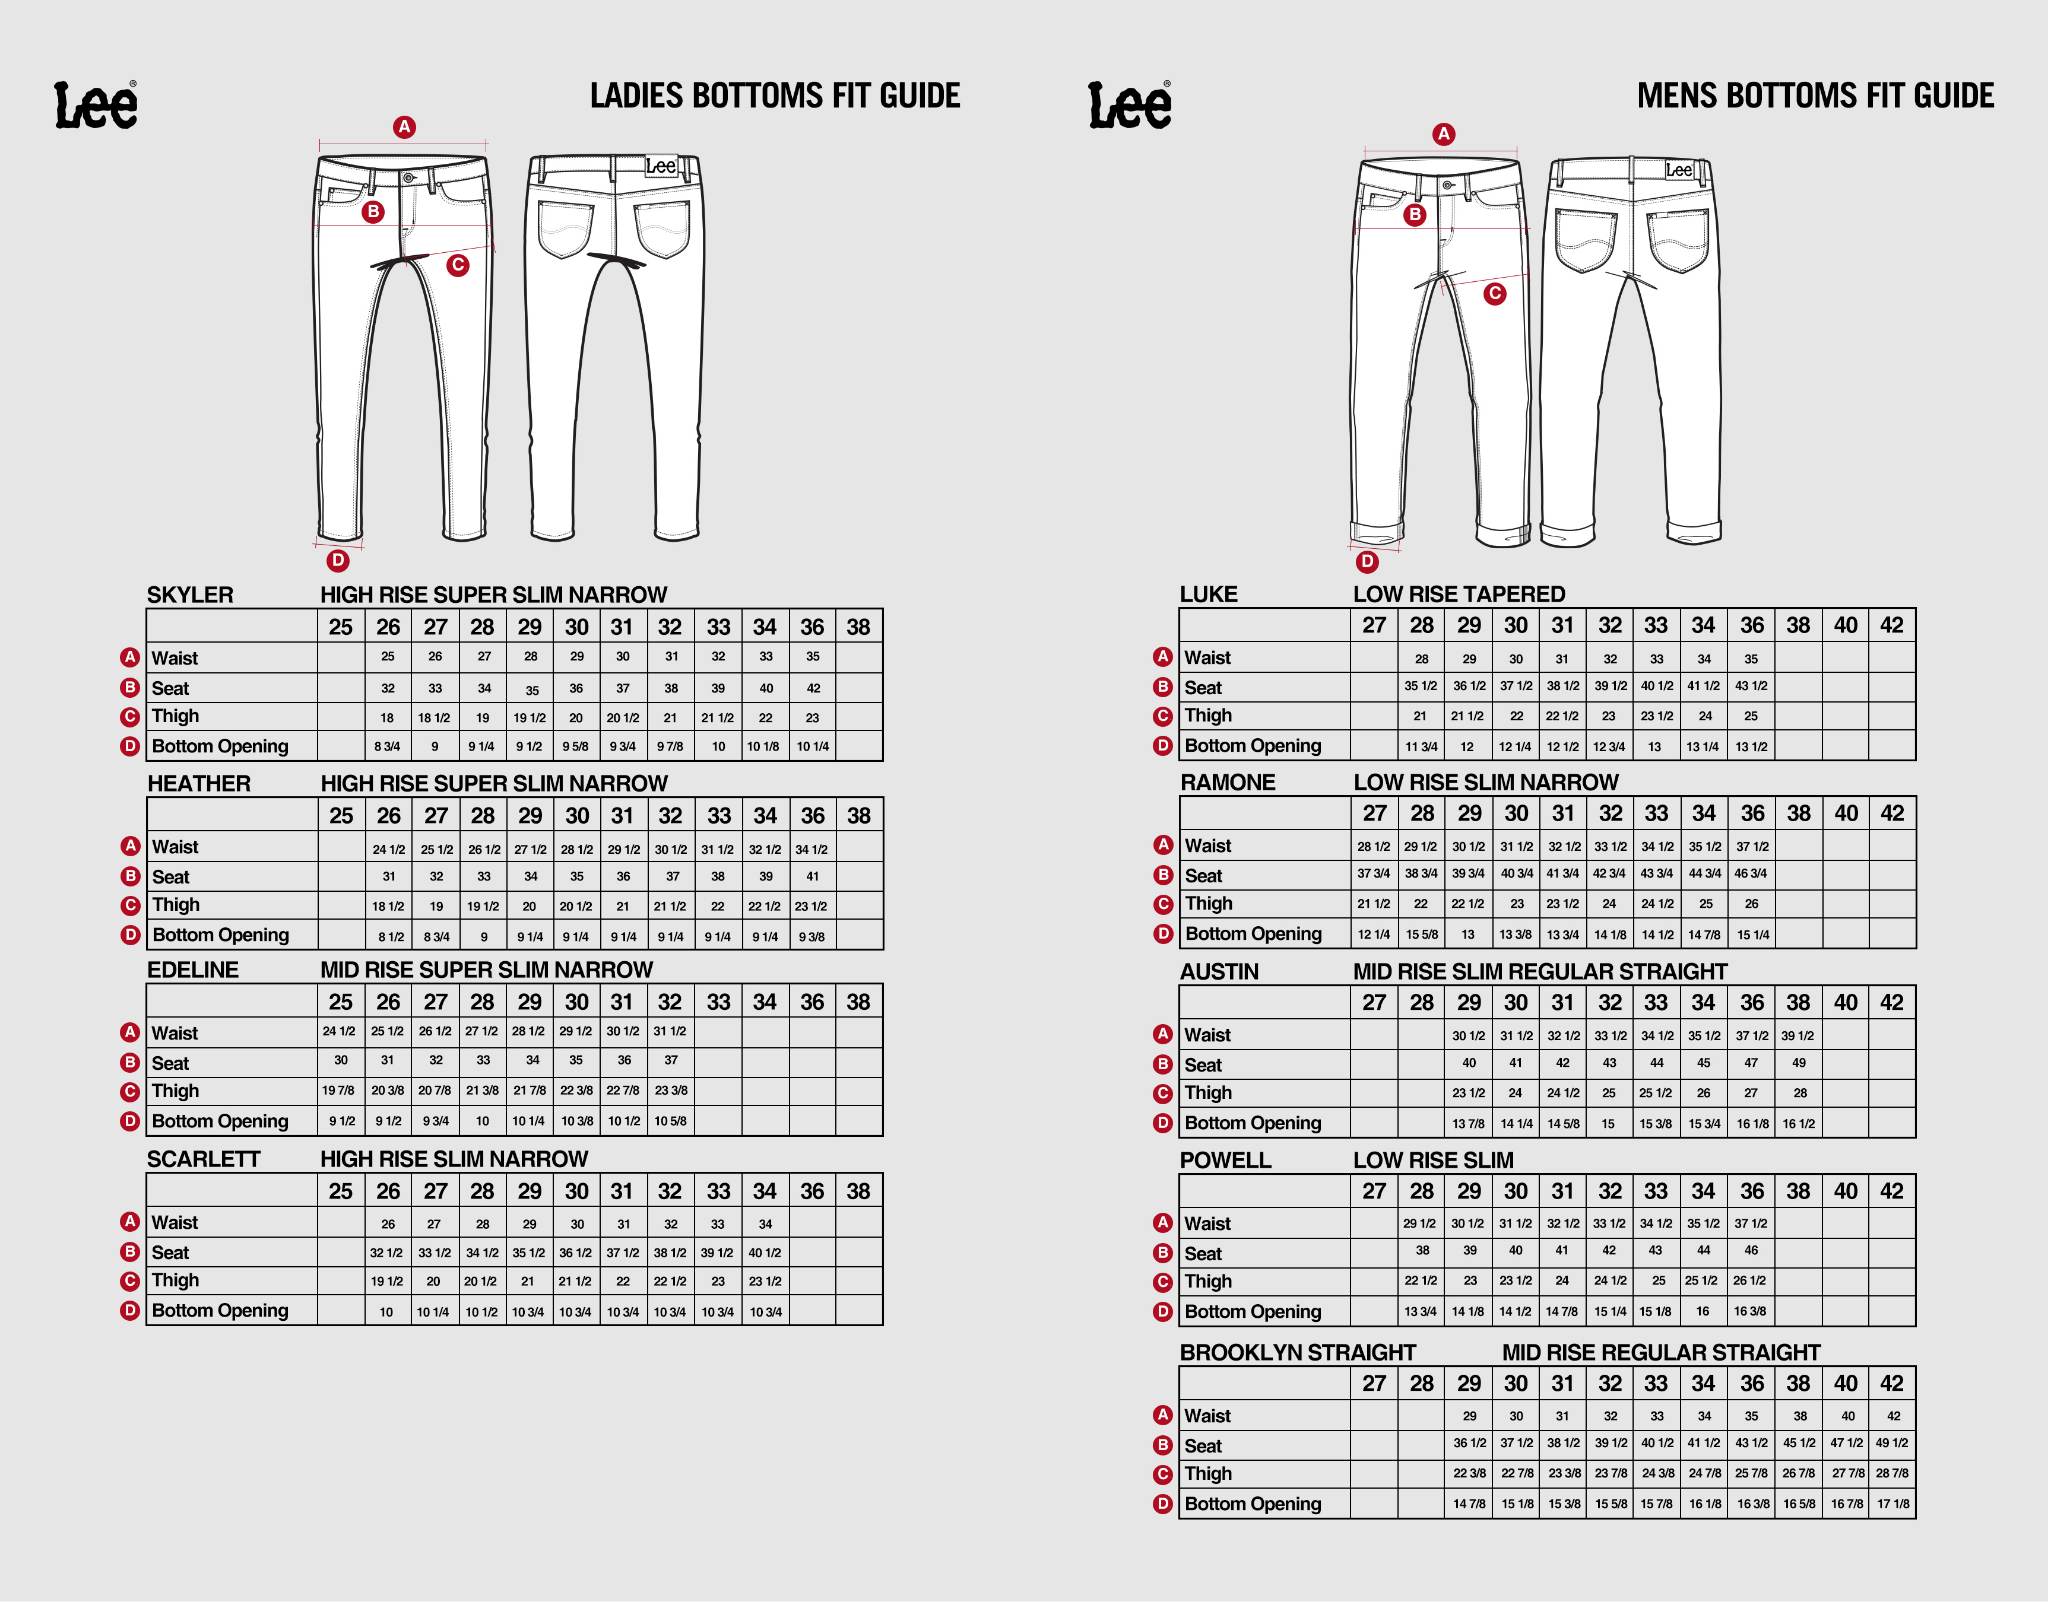 Lee®
LADIES BOTTOMS FIT GUIDE
A
Lee
B
C
D
SKYLER HIGH RISE SUPER SLIM NARROW
25 26 27 28 29 30 31 32 33 34 36 38
A Waist 25 26 27 28 29 30 31 32 33 35
B Seat 32 33 34 35 36 37 38 39 40 42
C Thigh 18 18 1/2 19 19 1/2 20 20 1/2 21 21 1/2 22 23
D Bottom Opening 8 3/4 9 9 1/4 9 1/2 9 5/8 9 3/4 9 7/8 10 10 1/8 10 1/4
HEATHER HIGH RISE SUPER SLIM NARROW
25 26 27 28 29 30 31 32 33 34 36 38
A Waist 24 1/2 25 1/2 26 1/2 27 1/2 28 1/2 29 1/2 30 1/2 31 1/2 32 1/2 34 1/2
B Seat 31 32 33 34 35 36 37 38 39 41
C Thigh 18 1/2 19 19 1/2 20 20 1/2 21 21 1/2 22 22 1/2 23 1/2
D Bottom Opening 8 1/2 8 3/4 9 9 1/4 9 1/4 9 1/4 9 1/4 9 1/4 9 1/4 9 3/8
EDELINE MID RISE SUPER SLIM NARROW
25 26 27 28 29 30 31 32 33 34 36 38
A Waist 24 1/2 25 1/2 26 1/2 27 1/2 28 1/2 29 1/2 30 1/2 31 1/2
B Seat 30 31 32 33 34 35 36 37
C Thigh 19 7/8 20 3/8 20 7/8 21 3/8 21 7/8 22 3/8 22 7/8 23 3/8
D Bottom Opening 9 1/2 9 1/2 9 3/4 10 10 1/4 10 3/8 10 1/2 10 5/8
SCARLETT HIGH RISE SLIM NARROW
25 26 27 28 29 30 31 32 33 34 36 38
A Waist 26 27 28 29 30 31 32 33 34
B Seat 32 1/2 33 1/2 34 1/2 35 1/2 36 1/2 37 1/2 38 1/2 39 1/2 40 1/2
C Thigh 19 1/2 20 20 1/2 21 21 1/2 22 22 1/2 23 23 1/2
D Bottom Opening 10 10 1/4 10 1/2 10 3/4 10 3/4 10 3/4 10 3/4 10 3/4 10 3/4
Lee®
MENS BOTTOMS FIT GUIDE
A
Lee
B
C
D
LUKE LOW RISE TAPERED
27 28 29 30 31 32 33 34 36 38 40 42
A Waist 28 29 30 31 32 33 34 35
B Seat 35 1/2 36 1/2 37 1/2 38 1/2 39 1/2 40 1/2 41 1/2 43 1/2
C Thigh 21 21 1/2 22 22 1/2 23 23 1/2 24 25
D Bottom Opening 11 3/4 12 12 1/4 12 1/2 12 3/4 13 13 1/4 13 1/2
RAMONE LOW RISE SLIM NARROW
27 28 29 30 31 32 33 34 36 38 40 42
A Waist 28 1/2 29 1/2 30 1/2 31 1/2 32 1/2 33 1/2 34 1/2 35 1/2 37 1/2
B Seat 37 3/4 38 3/4 39 3/4 40 3/4 41 3/4 42 3/4 43 3/4 44 3/4 46 3/4
C Thigh 21 1/2 22 22 1/2 23 23 1/2 24 24 1/2 25 26
D Bottom Opening 12 1/4 15 5/8 13 13 3/8 13 3/4 14 1/8 14 1/2 14 7/8 15 1/4
AUSTIN MID RISE SLIM REGULAR STRAIGHT
27 28 29 30 31 32 33 34 36 38 40 42
A Waist 30 1/2 31 1/2 32 1/2 33 1/2 34 1/2 35 1/2 37 1/2 39 1/2
B Seat 40 41 42 43 44 45 47 49
C Thigh 23 1/2 24 24 1/2 25 25 1/2 26 27 28
D Bottom Opening 13 7/8 14 1/4 14 5/8 15 15 3/8 15 3/4 16 1/8 16 1/2
POWELL LOW RISE SLIM
27 28 29 30 31 32 33 34 36 38 40 42
A Waist 29 1/2 30 1/2 31 1/2 32 1/2 33 1/2 34 1/2 35 1/2 37 1/2
B Seat 38 39 40 41 42 43 44 46
C Thigh 22 1/2 23 23 1/2 24 24 1/2 25 25 1/2 26 1/2
D Bottom Opening 13 3/4 14 1/8 14 1/2 14 7/8 15 1/4 15 1/8 16 16 3/8
BROOKLYN STRAIGHT MID RISE REGULAR STRAIGHT
27 28 29 30 31 32 33 34 36 38 40 42
A Waist 29 30 31 32 33 34 35 38 40 42
B Seat 36 1/2 37 1/2 38 1/2 39 1/2 40 1/2 41 1/2 43 1/2 45 1/2 47 1/2 49 1/2
C Thigh 22 3/8 22 7/8 23 3/8 23 7/8 24 3/8 24 7/8 25 7/8 26 7/8 27 7/8 28 7/8
D Bottom Opening 14 7/8 15 1/8 15 3/8 15 5/8 15 7/8 16 1/8 16 3/8 16 5/8 16 7/8 17 1/8